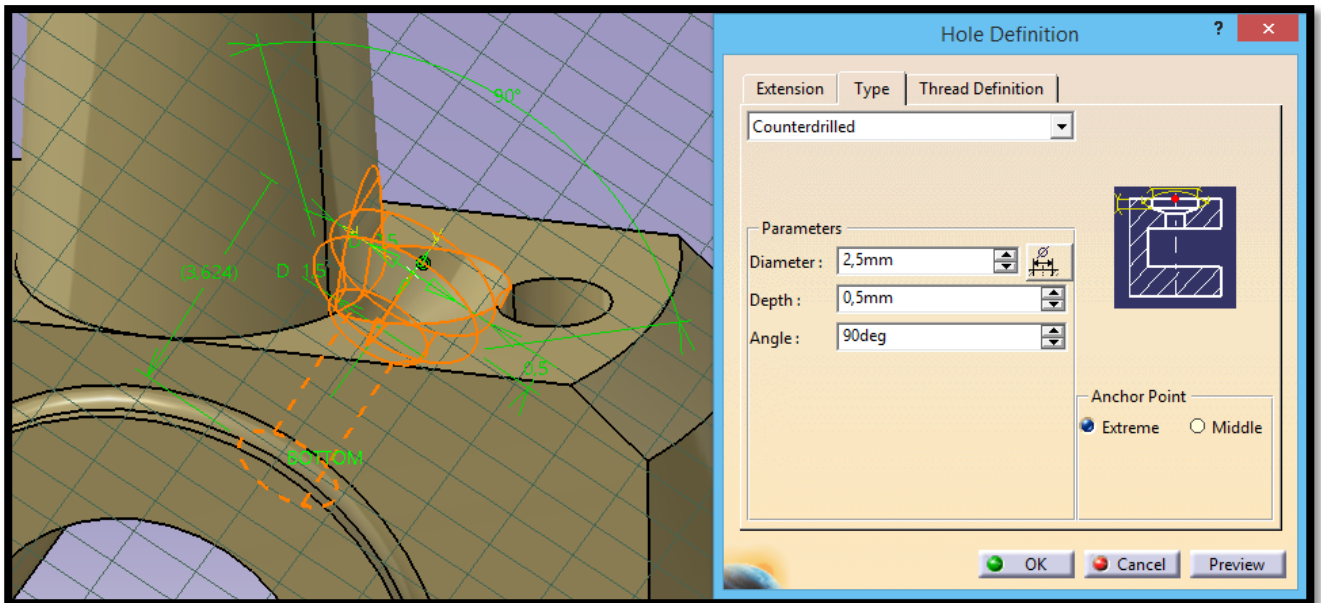 90°
(3,624)
D 1,5
0,5
BOTTOM
Hole Definition
?
×
Extension
Type
Thread Definition
Counterdrilled
Parameters
Diameter : 2,5mm
Depth : 0,5mm
Angle : 90deg
Anchor Point
Extreme
Middle
OK
Cancel
Preview